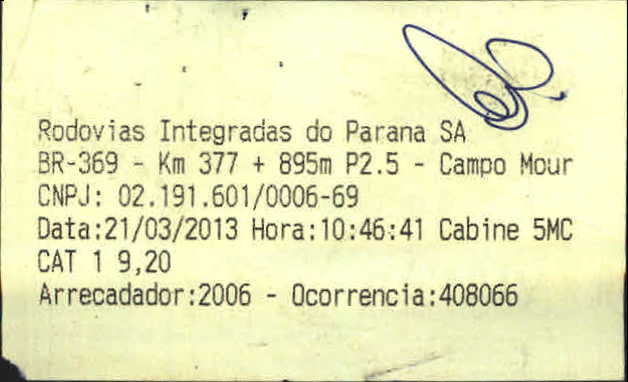 Rodovias Integradas do Parana SA
BR-369 - Km 377 + 895m P2.5 - Campo Mour
CNPJ: 02.191.601/0006-69
Data:21/03/2013 Hora:10:46:41 Cabine 5MC
CAT 1 9,20
Arrecadador:2006 - Ocorrencia:408066